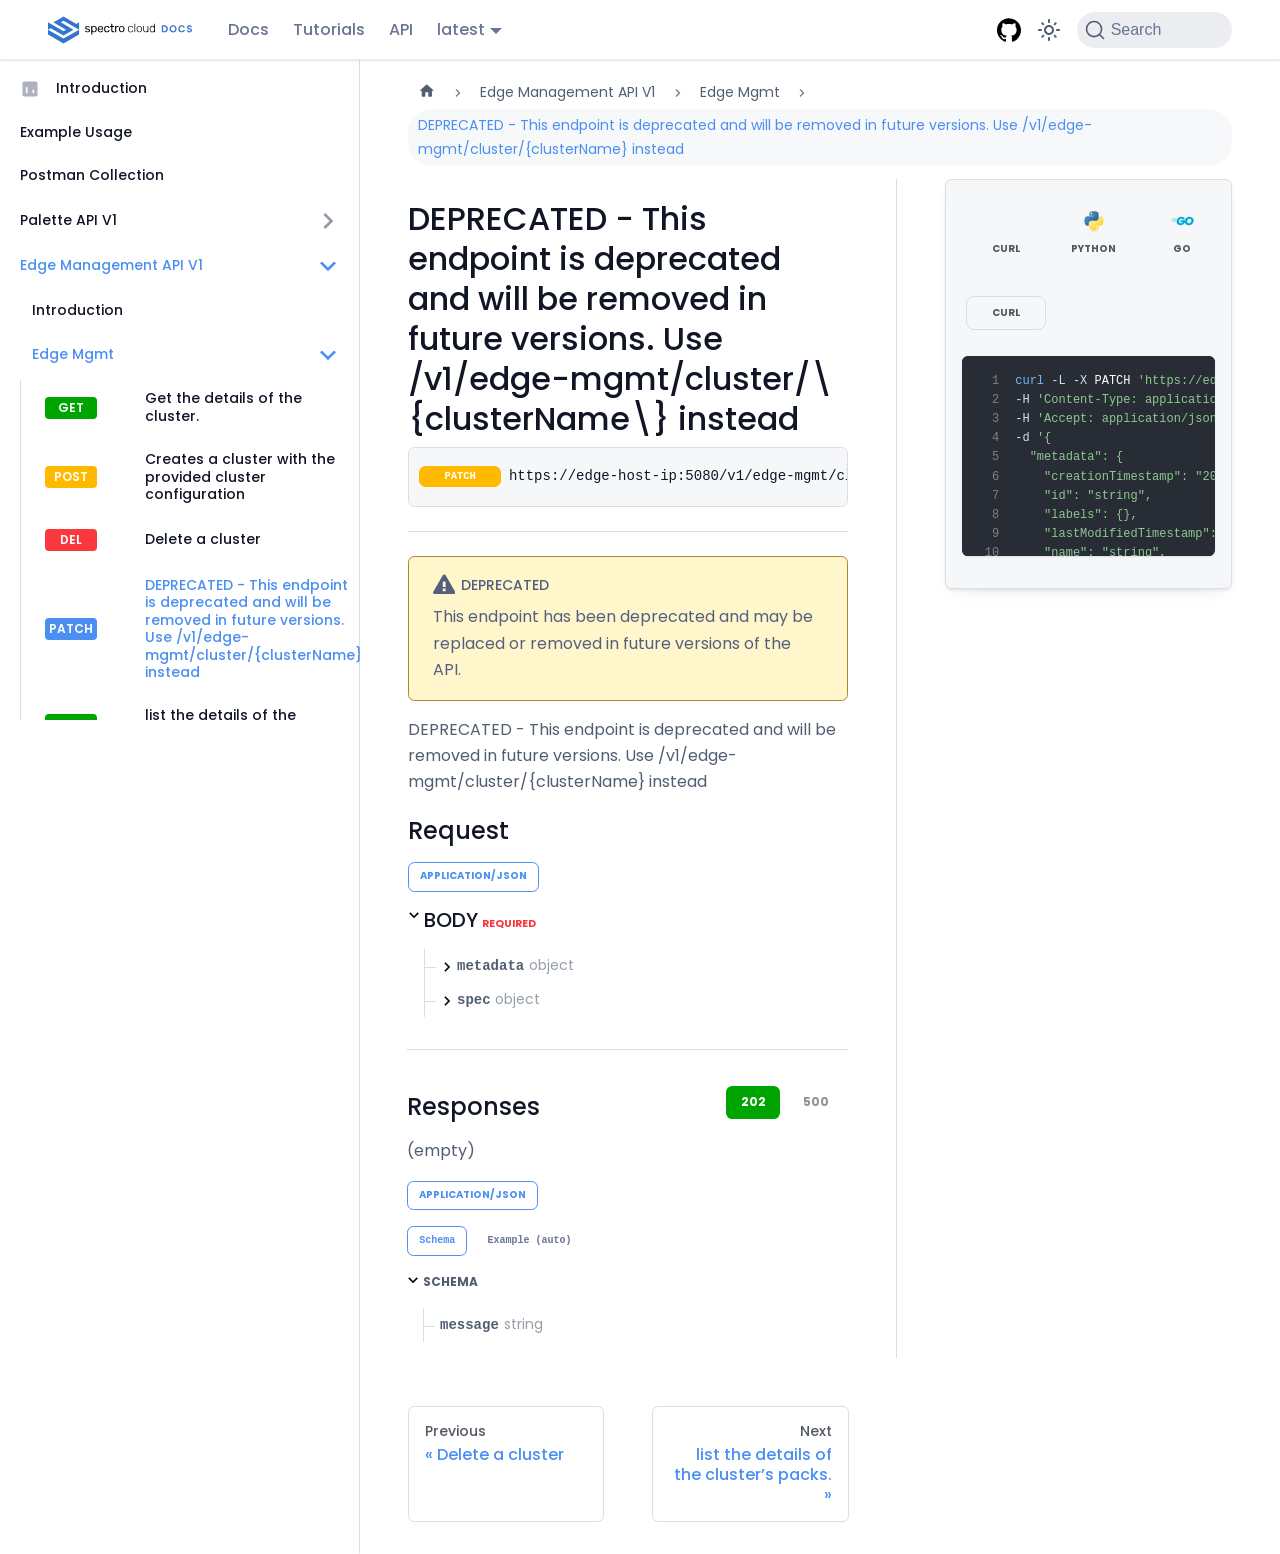 spectro cloud DOCS
Docs
Tutorials
API
latest
Search
Introduction
Example Usage
Postman Collection
Palette API V1
Edge Management API V1
Introduction
Edge Mgmt
GET
Get the details of the
cluster.
POST
Creates a cluster with the
provided cluster
configuration
DEL
Delete a cluster
PATCH
DEPRECATED - This endpoint
is deprecated and will be
removed in future versions.
Use /v1/edge-
mgmt/cluster/{clusterName}
instead
list the details of the
Edge Management API V1
Edge Mgmt
DEPRECATED - This endpoint is deprecated and will be removed in future versions. Use /v1/edge-
mgmt/cluster/{clusterName} instead
DEPRECATED - This
endpoint is deprecated
and will be removed in
future versions. Use
/v1/edge-mgmt/cluster/\
{clusterName\} instead
PATCH
https://edge-host-ip:5080/v1/edge-mgmt/cl
DEPRECATED
This endpoint has been deprecated and may be
replaced or removed in future versions of the
API.
DEPRECATED - This endpoint is deprecated and will be
removed in future versions. Use /v1/edge-
mgmt/cluster/{clusterName} instead
Request
APPLICATION/JSON
BODY REQUIRED
metadata object
spec object
Responses
202
500
(empty)
APPLICATION/JSON
Schema
Example (auto)
SCHEMA
message string
Previous
« Delete a cluster
Next
list the details of
the cluster’s packs.
»
CURL
PYTHON
GO
CURL
1 curl -L -X PATCH 'https://ed
2 -H 'Content-Type: applicatio
3 -H 'Accept: application/json
4 -d '{
5 "metadata": {
6 "creationTimestamp": "20
7 "id": "string",
8 "labels": {},
9 "lastModifiedTimestamp":
10 "name": "string",